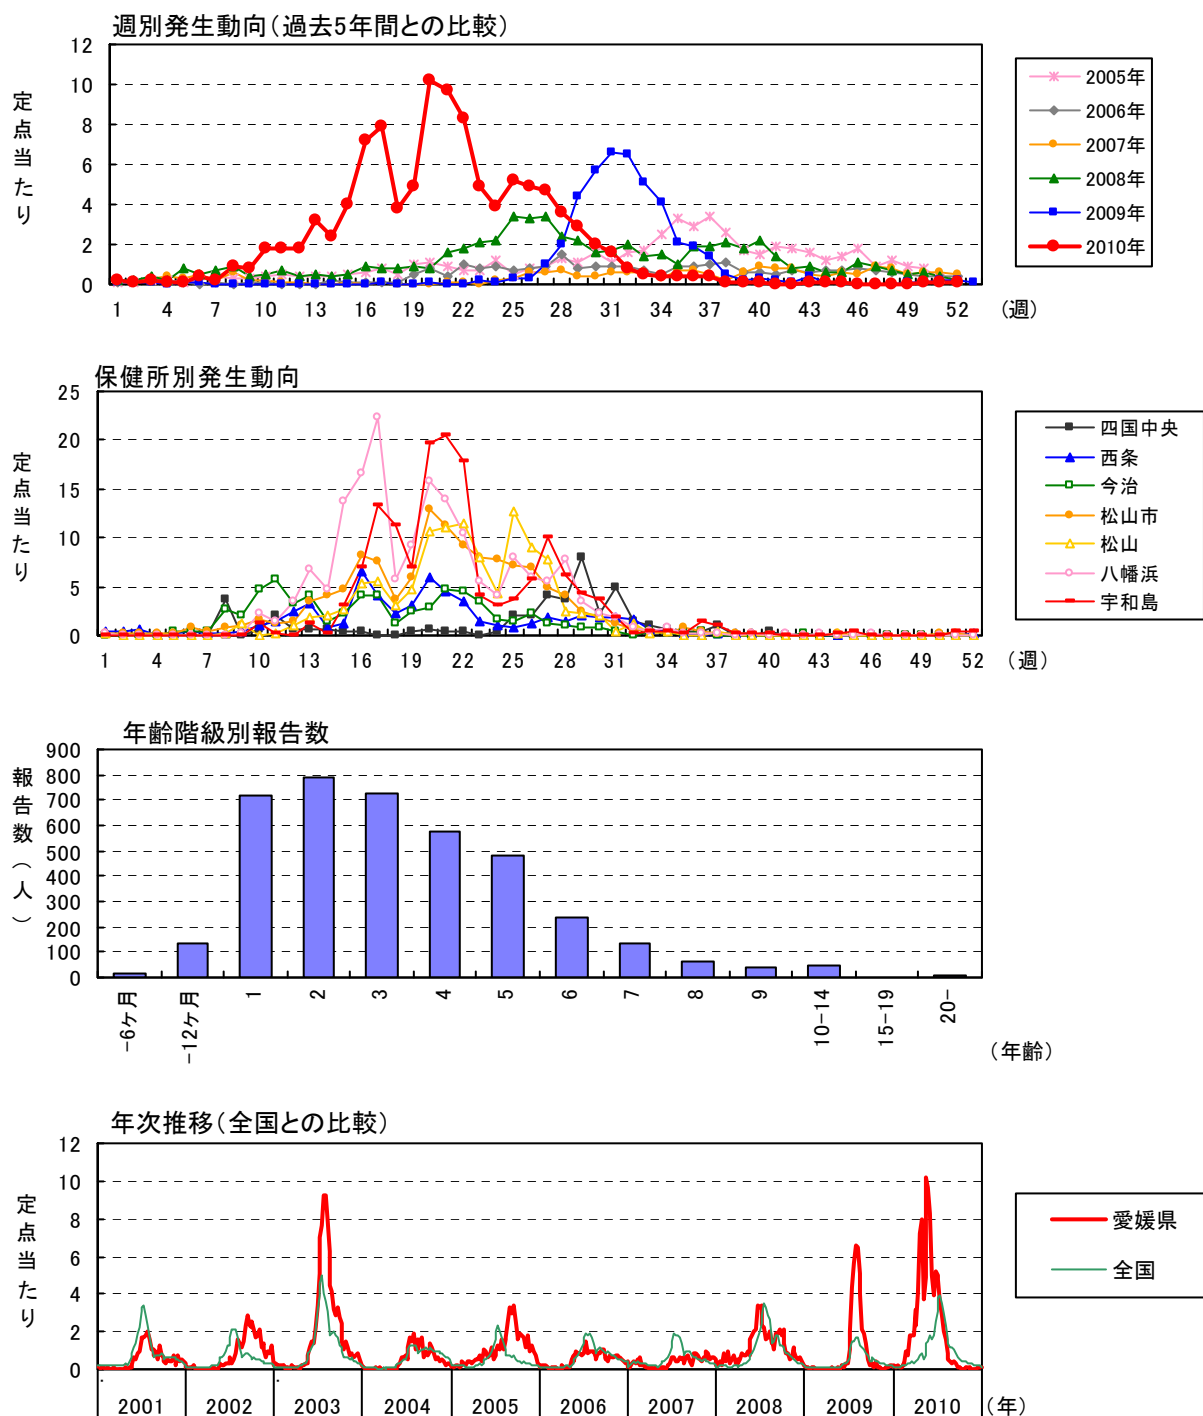 週別発生動向（過去5年間との比較）
定点当たり
12
10
8
6
4
2
0
1 4 7 10 13 16 19 22 25 28 31 34 37 40 43 46 49 52 （週）
2005年
2006年
2007年
2008年
2009年
2010年
保健所別発生動向
定点当たり
25
20
15
10
5
0
1 4 7 10 13 16 19 22 25 28 31 34 37 40 43 46 49 52 （週）
四国中央
西条
今治
松山市
松山
八幡浜
宇和島
年齢階級別報告数
報告数（人）
900
800
700
600
500
400
300
200
100
0
-6ヶ月 -12ヶ月 1 2 3 4 5 6 7 8 9 10-14 15-19 20-
（年齢）
年次推移（全国との比較）
定点当たり
12
10
8
6
4
2
0
2001 2002 2003 2004 2005 2006 2007 2008 2009 2010 （年）
愛媛県
全国